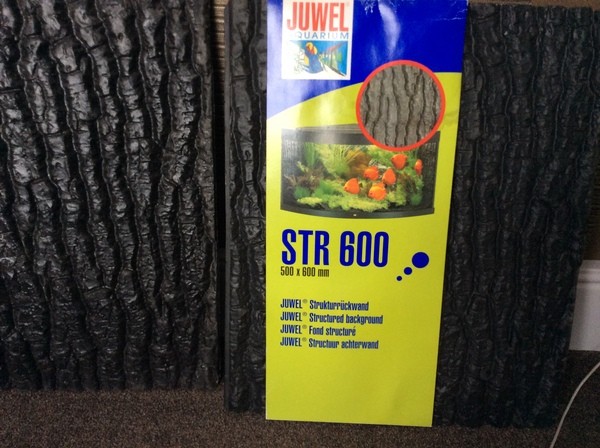 JUWEL
AQUARIUM
STR 600
500 x 600 mm
JUWEL® Strukturrückwand
JUWEL® Structured background
JUWEL® Fond structuré
JUWEL® Structuur achterwand